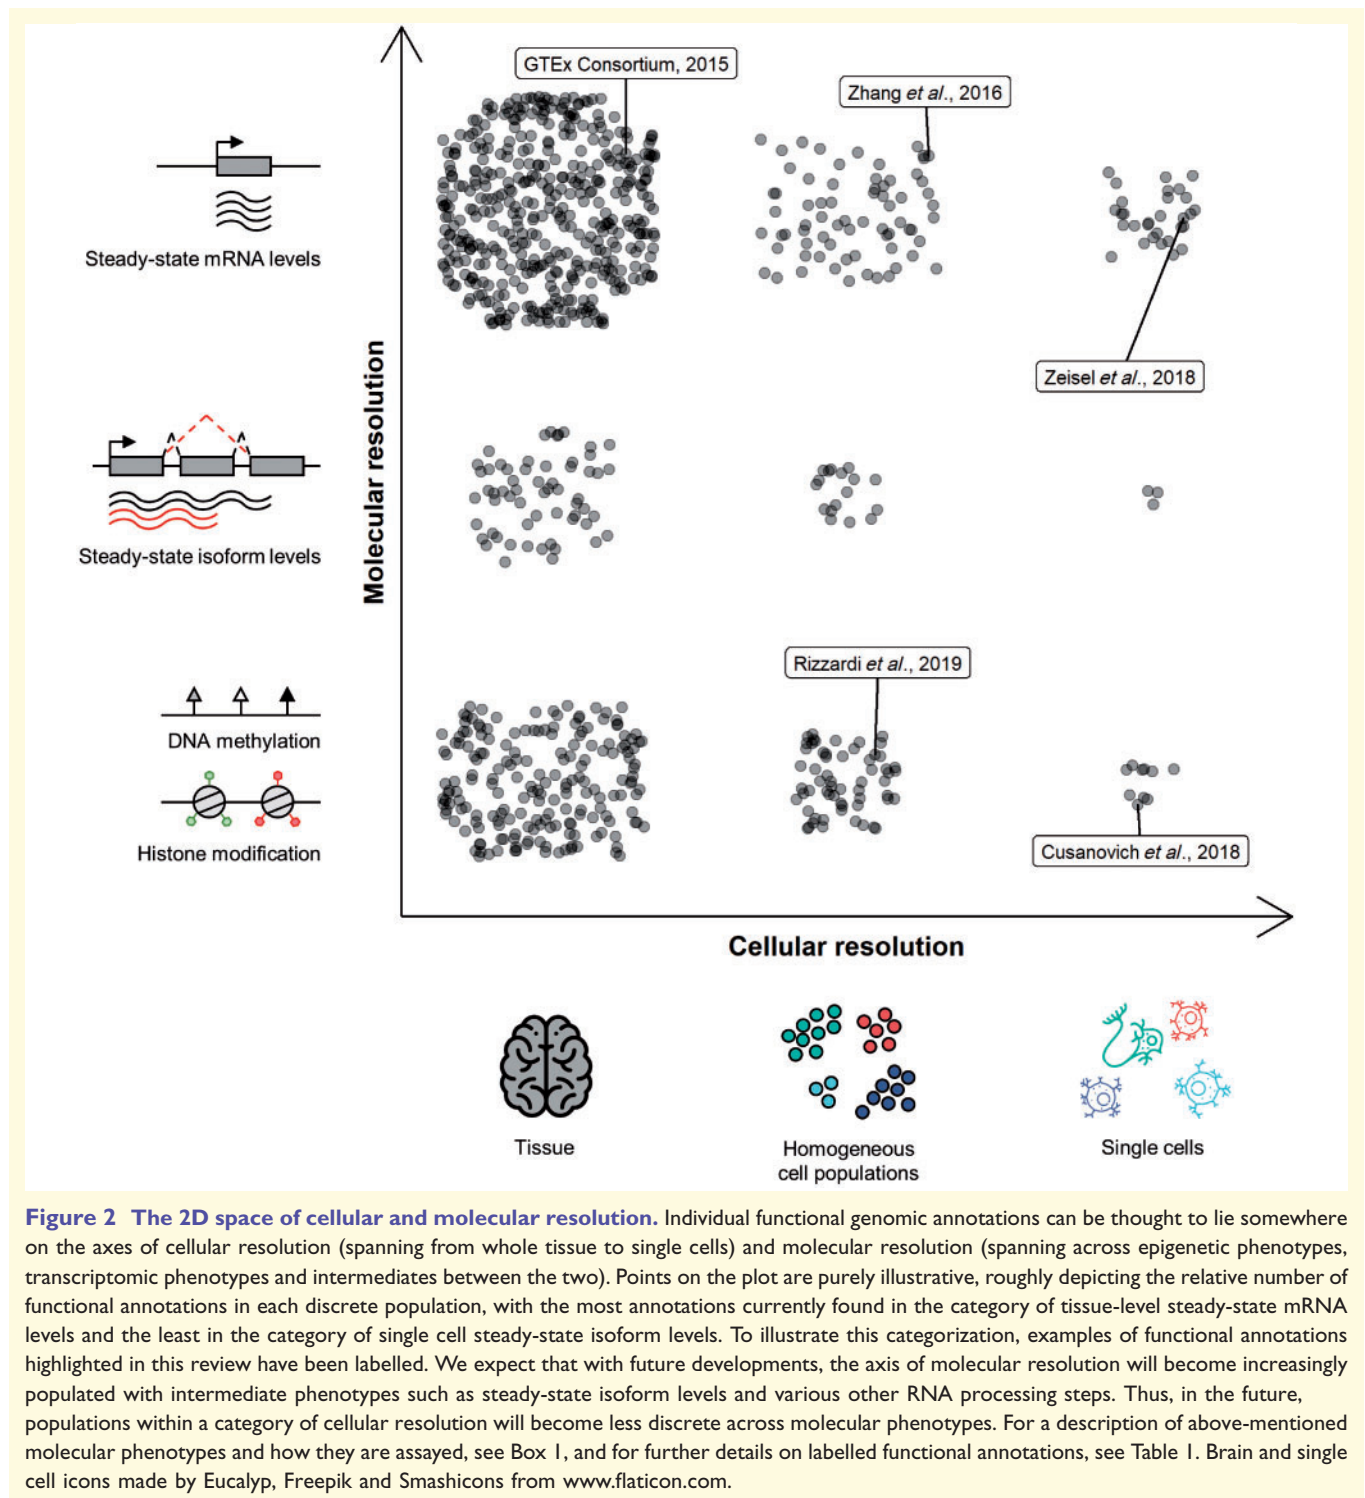 GTEx Consortium, 2015
Zhang et al., 2016
Steady-state mRNA levels
Zeisel et al., 2018
Molecular resolution
Steady-state isoform levels
Rizzardi et al., 2019
DNA methylation
Histone modification
Cusanovich et al., 2018
Cellular resolution
Tissue
Homogeneous
cell populations
Single cells
Figure 2 The 2D space of cellular and molecular resolution. Individual functional genomic annotations can be thought to lie somewhere
on the axes of cellular resolution (spanning from whole tissue to single cells) and molecular resolution (spanning across epigenetic phenotypes,
transcriptomic phenotypes and intermediates between the two). Points on the plot are purely illustrative, roughly depicting the relative number of
functional annotations in each discrete population, with the most annotations currently found in the category of tissue-level steady-state mRNA
levels and the least in the category of single cell steady-state isoform levels. To illustrate this categorization, examples of functional annotations
highlighted in this review have been labelled. We expect that with future developments, the axis of molecular resolution will become increasingly
populated with intermediate phenotypes such as steady-state isoform levels and various other RNA processing steps. Thus, in the future,
populations within a category of cellular resolution will become less discrete across molecular phenotypes. For a description of above-mentioned
molecular phenotypes and how they are assayed, see Box 1, and for further details on labelled functional annotations, see Table 1. Brain and single
cell icons made by Eucalyp, Freepik and Smashicons from www.flaticon.com.